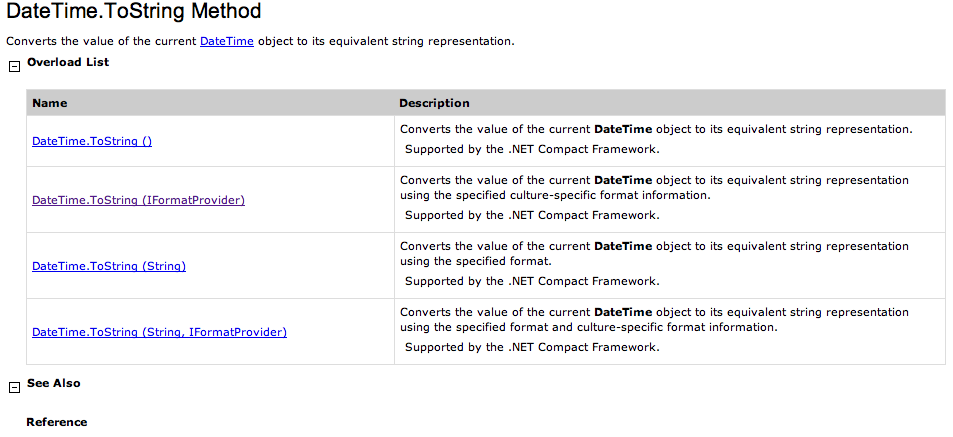 DateTime.ToString Method
Converts the value of the current DateTime object to its equivalent string representation.
Overload List
Name Description
DateTime.ToString ()
Converts the value of the current DateTime object to its equivalent string representation.
Supported by the .NET Compact Framework.
DateTime.ToString (IFormatProvider)
Converts the value of the current DateTime object to its equivalent string representation
using the specified culture-specific format information.
Supported by the .NET Compact Framework.
DateTime.ToString (String)
Converts the value of the current DateTime object to its equivalent string representation
using the specified format.
Supported by the .NET Compact Framework.
DateTime.ToString (String, IFormatProvider)
Converts the value of the current DateTime object to its equivalent string representation
using the specified format and culture-specific format information.
Supported by the .NET Compact Framework.
See Also
Reference